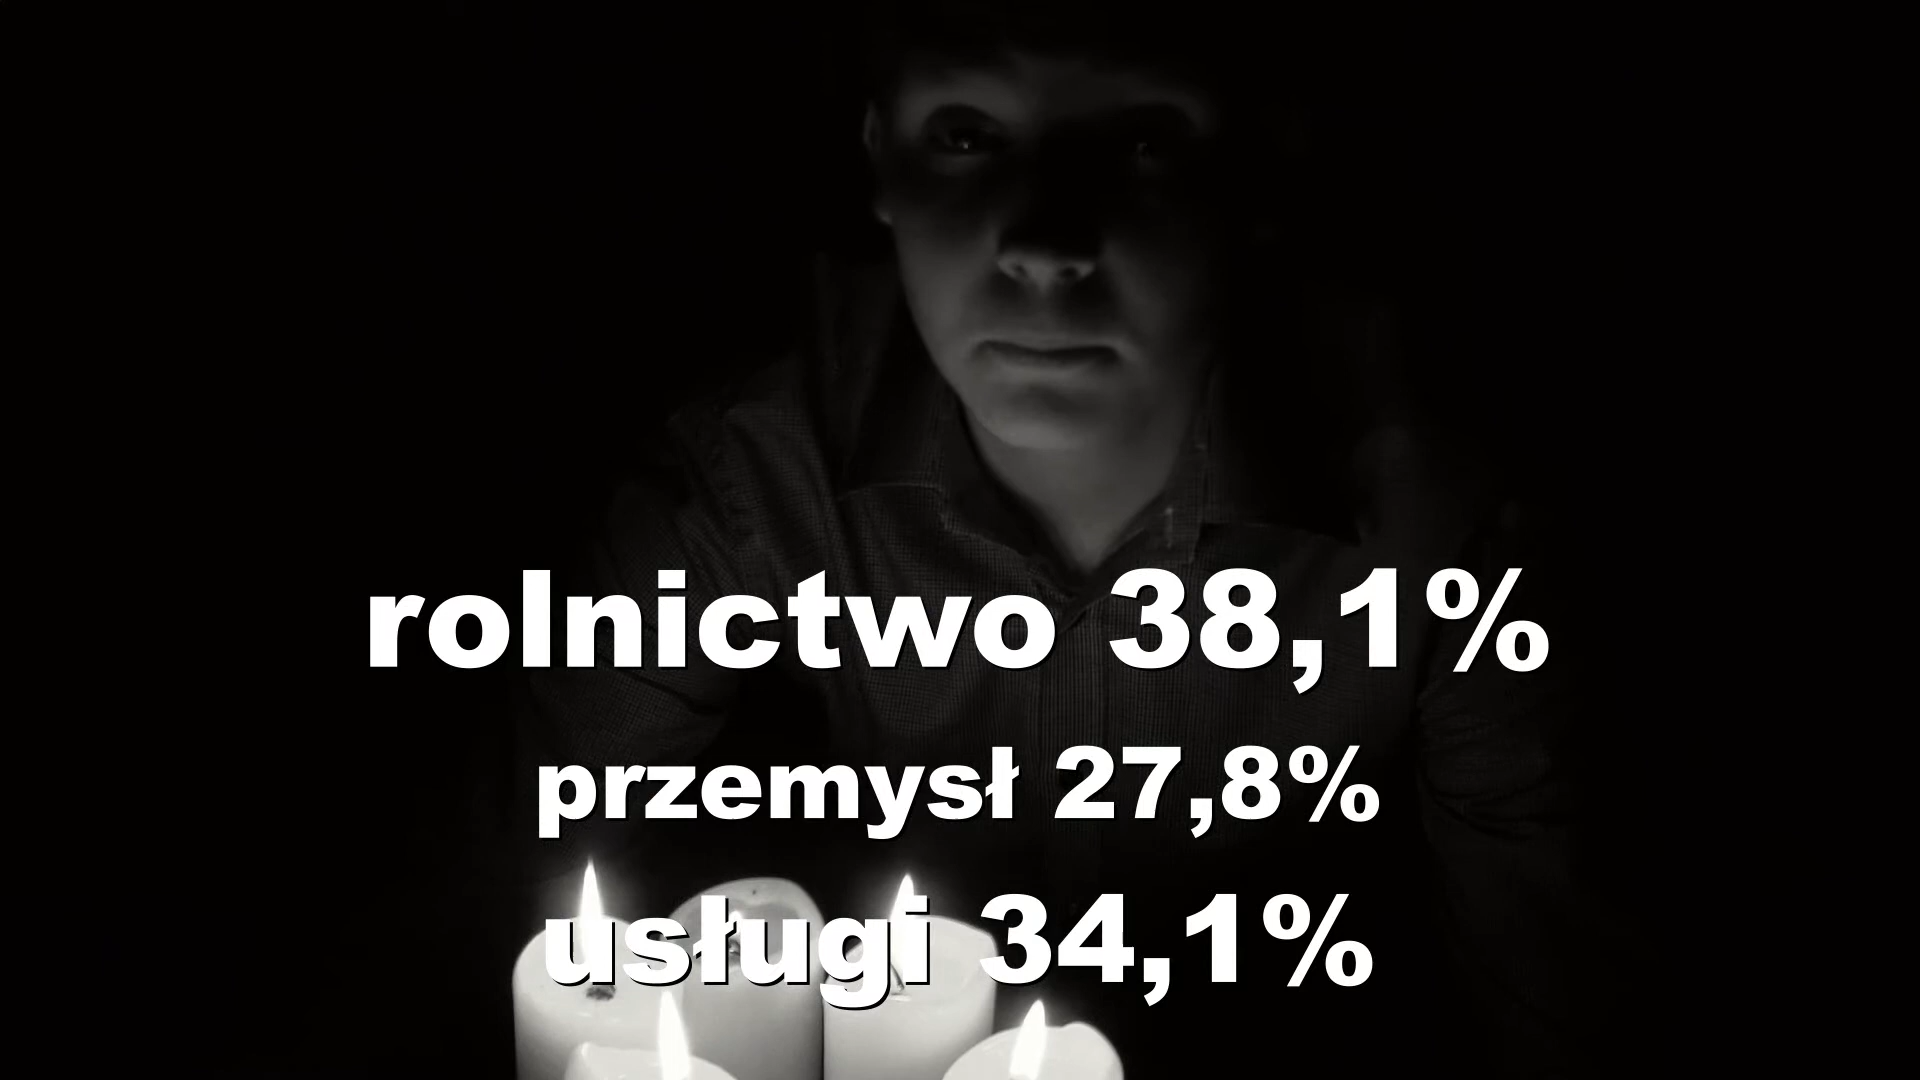 rolnictwo 38,1%
przemysł 27,8%
usługi 34,1%